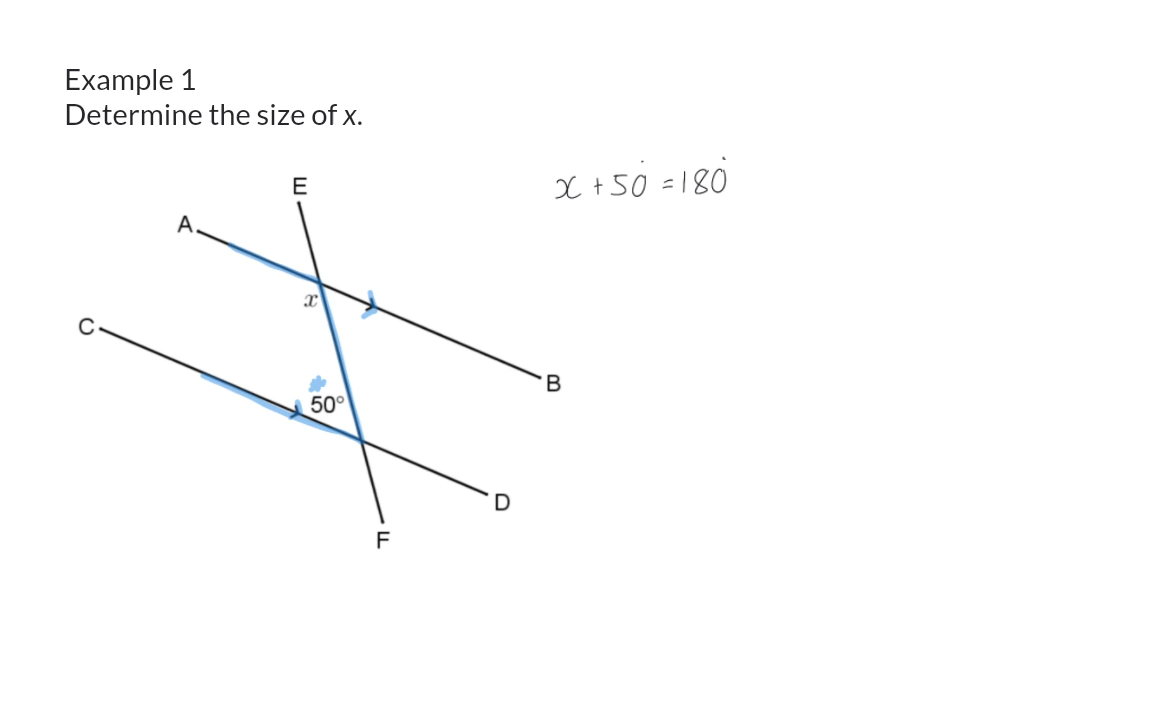 Example 1
Determine the size of x.
x + 50° = 180°
E
A
x
C
B
50°
D
F